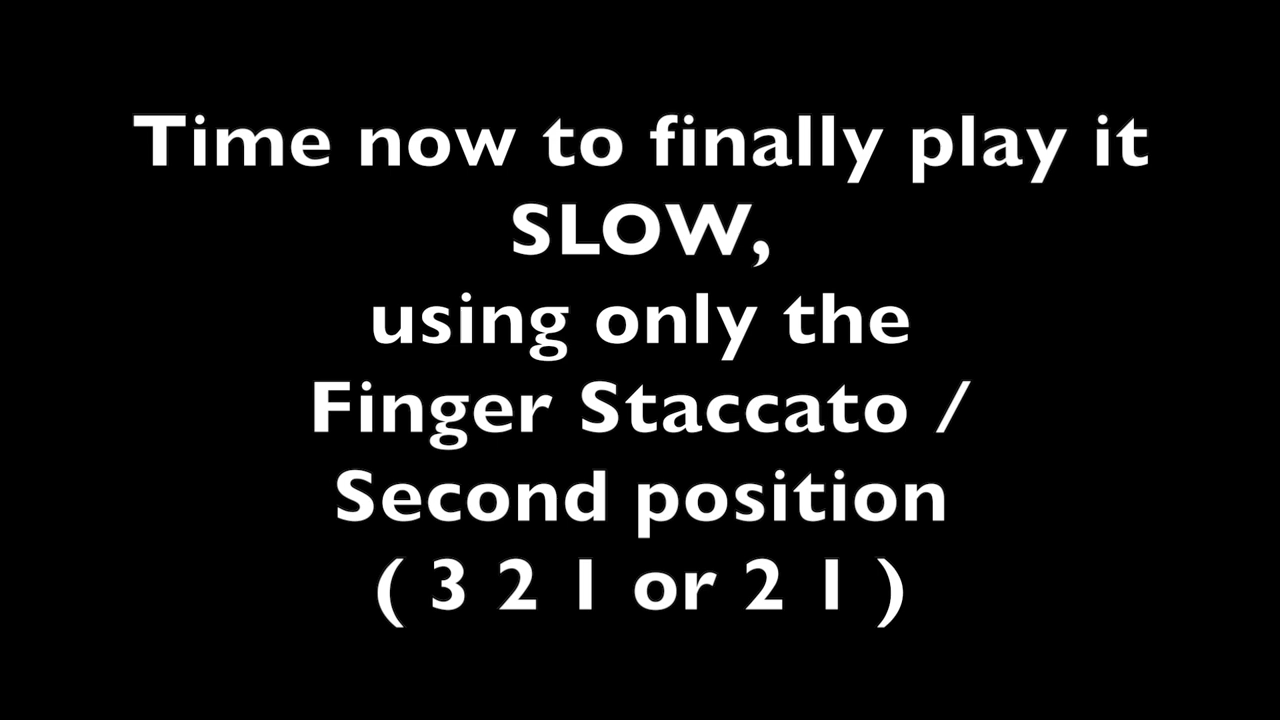 Time now to finally play it
SLOW,
using only the
Finger Staccato /
Second position
( 3 2 1 or 2 1 )